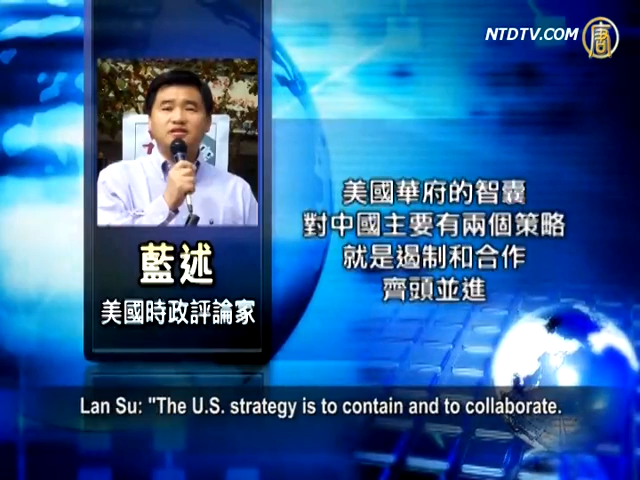 NTDTV.COM
唐
藍述
美國時政評論家
美國華府的智囊
對中國主要有兩個策略
就是遏制和合作
齊頭並進
Lan Su: "The U.S. strategy is to contain and to collaborate.